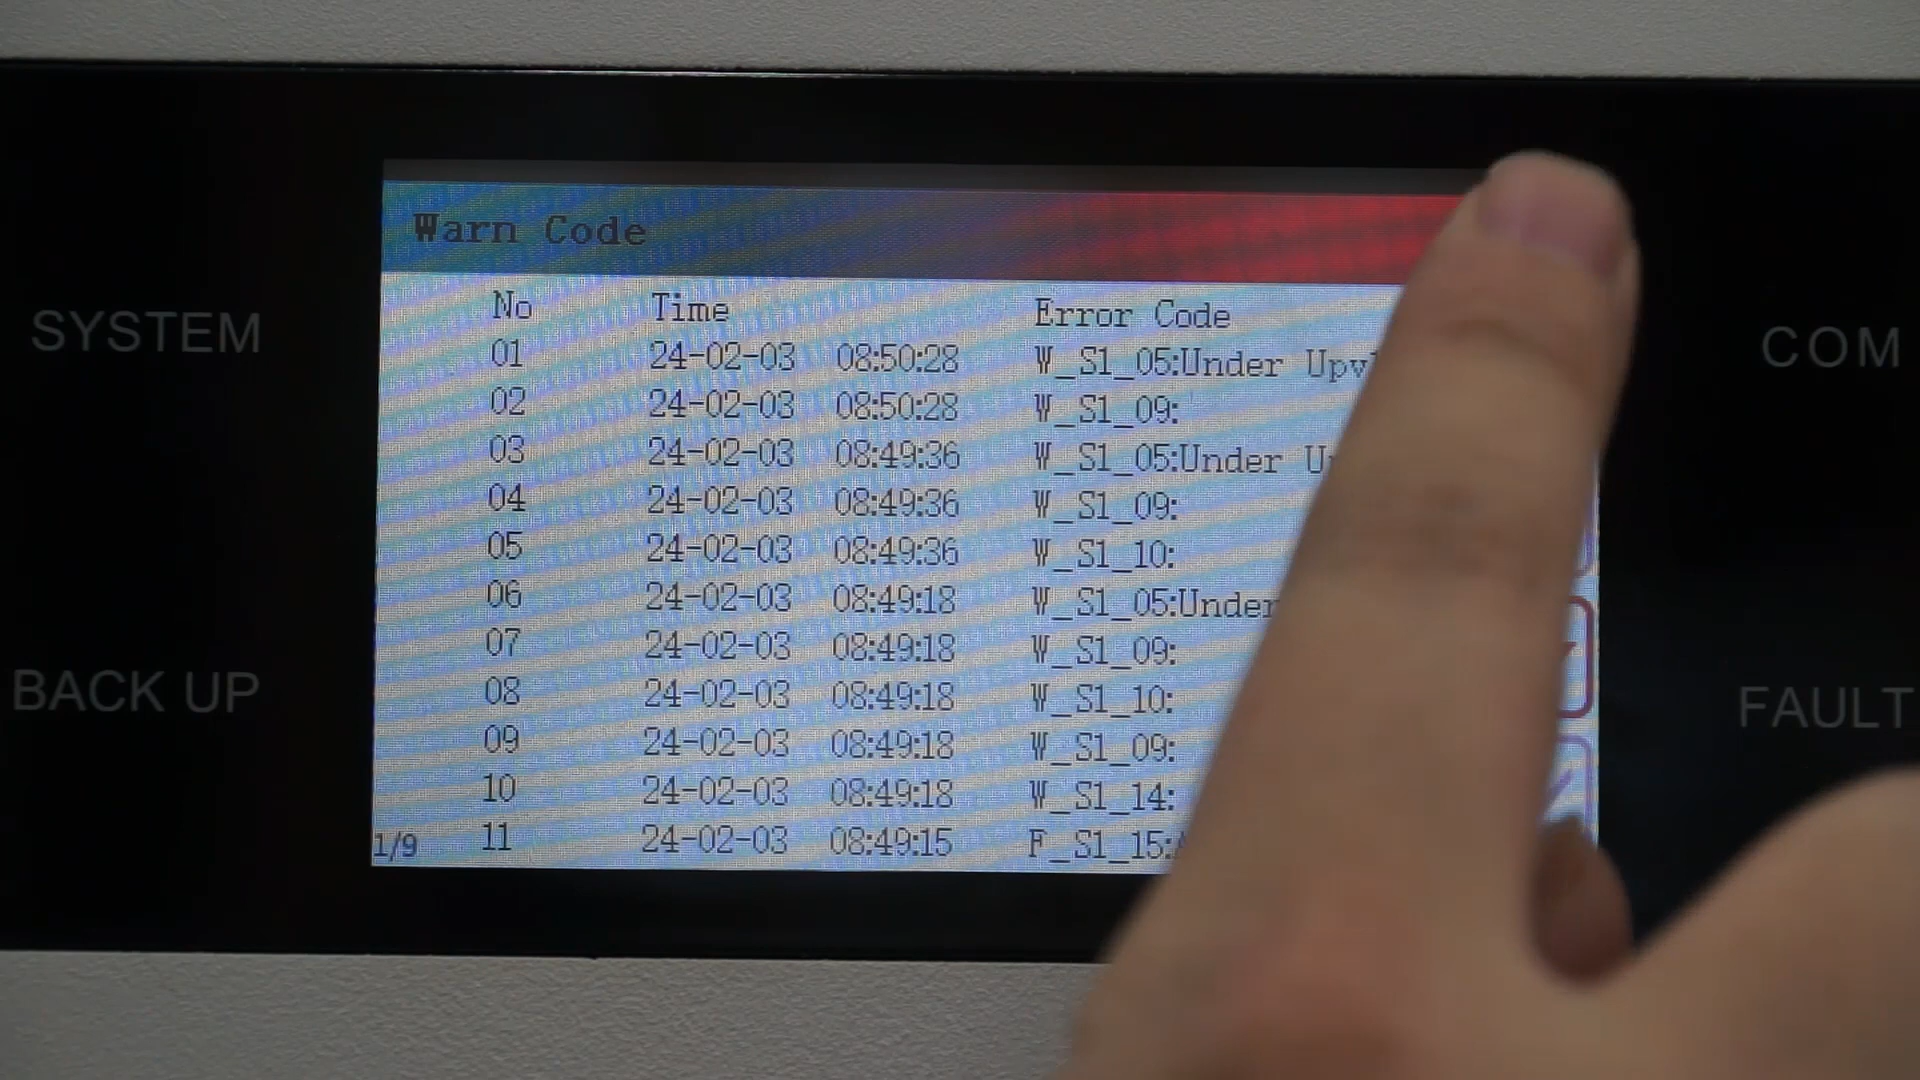 Warn Code
No Time Error Code
01 24-02-03 08:50:28 W_S1_05:Under
02 24-02-03 08:50:28 W_S1_09:
03 24-02-03 08:49:36 W_S1_05:Under
04 24-02-03 08:49:36 W_S1_09:
05 24-02-03 08:49:36 W_S1_10:
06 24-02-03 08:49:18 W_S1_05:Under
07 24-02-03 08:49:18 W_S1_09:
08 24-02-03 08:49:18 W_S1_10:
09 24-02-03 08:49:18 W_S1_09:
10 24-02-03 08:49:18 W_S1_14:
11 24-02-03 08:49:15 F_S1_15:
1/9
SYSTEM
BACK UP
COM
FAULT